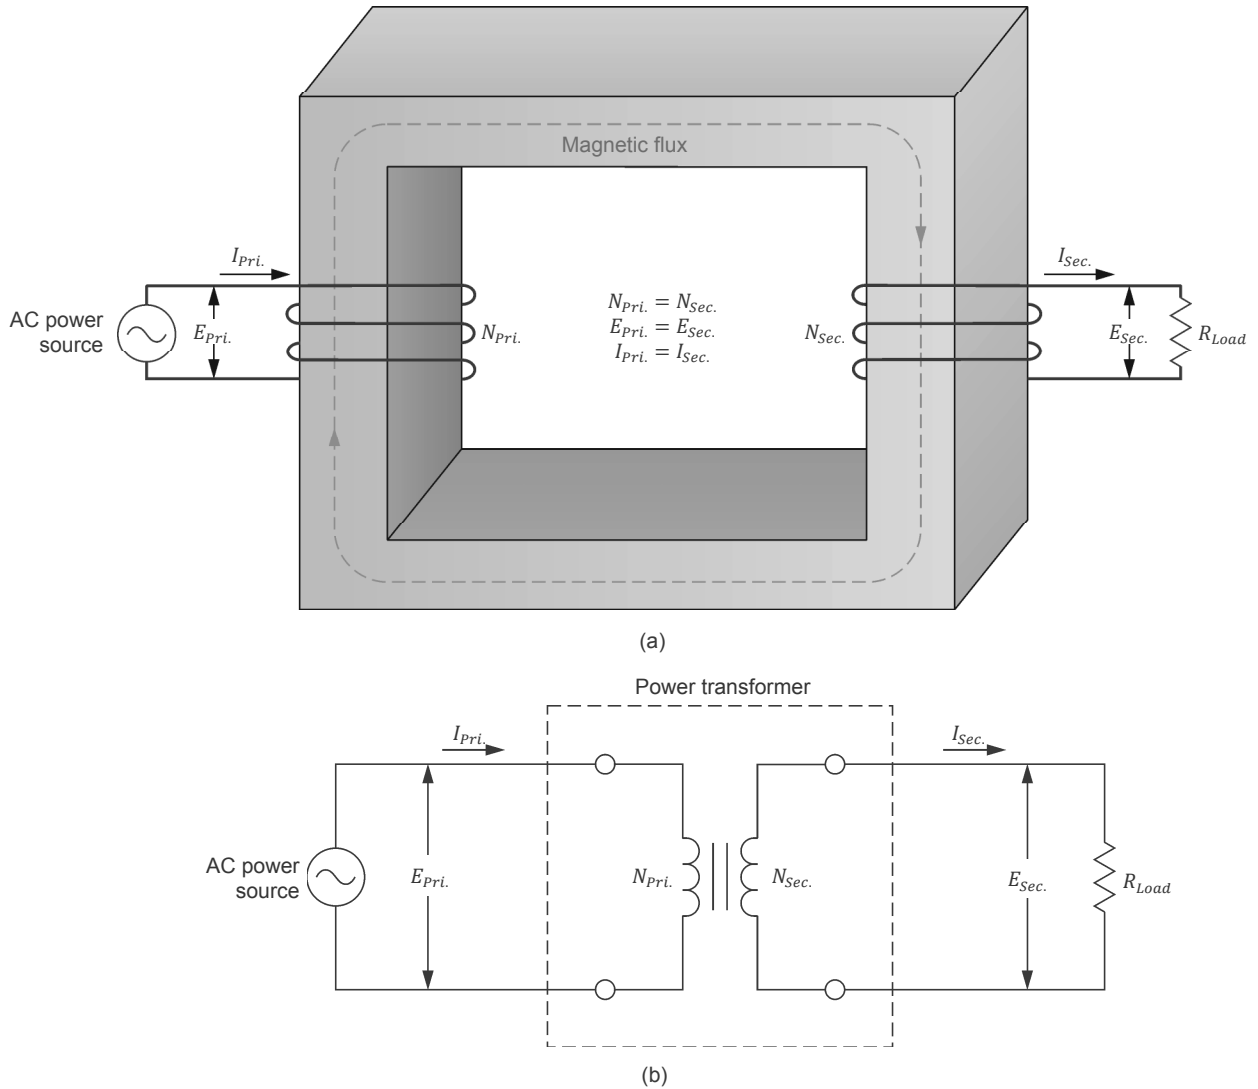 Magnetic flux
I_Pri.
I_Sec.
AC power
source
E_Pri.
N_Pri.
N_Pri. = N_Sec.
E_Pri. = E_Sec.
I_Pri. = I_Sec.
N_Sec.
E_Sec.
R_Load
(a)
Power transformer
I_Pri.
I_Sec.
AC power
source
E_Pri.
N_Pri.
N_Sec.
E_Sec.
R_Load
(b)